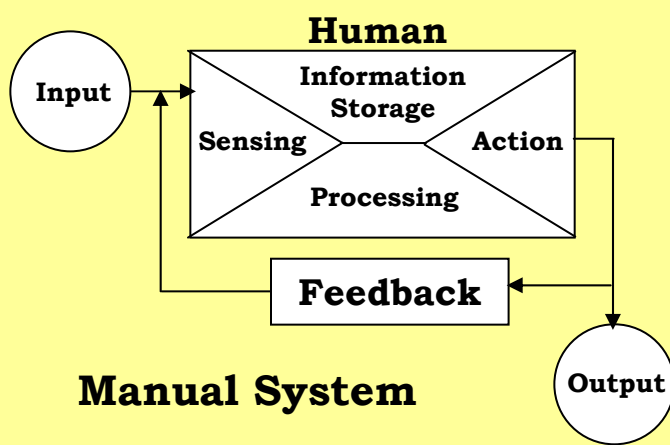 Human
Input
Information
Storage
Sensing
Action
Processing
Feedback
Manual System
Output